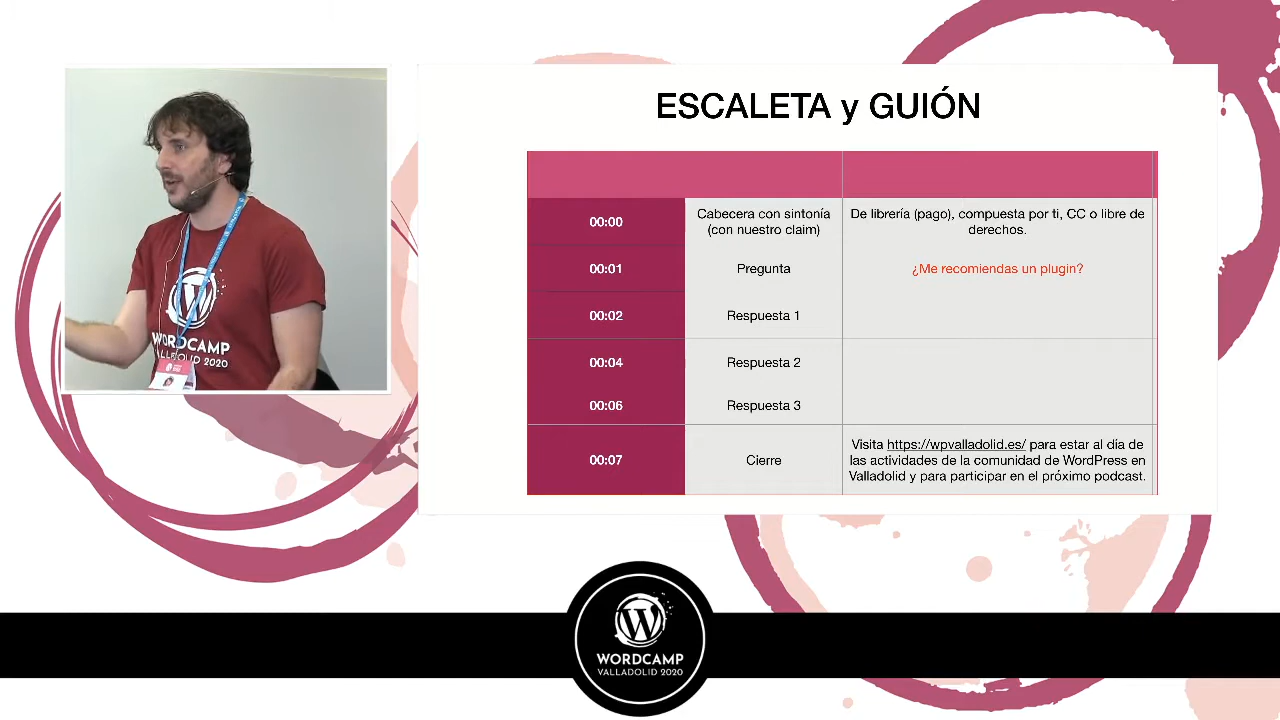 ESCALETA y GUIÓN
00:00
Cabecera con sintonía
(con nuestro claim)
De librería (pago), compuesta por ti, CC o libre de
derechos.
00:01
Pregunta
¿Me recomiendas un plugin?
00:02
Respuesta 1
00:04
Respuesta 2
00:06
Respuesta 3
00:07
Cierre
Visita https://wpvalladolid.es/ para estar al día de
las actividades de la comunidad de WordPress en
Valladolid y para participar en el próximo podcast.
W
WORDCAMP
VALLADOLID 2020
W
WORDCAMP
VALLADOLID 2020